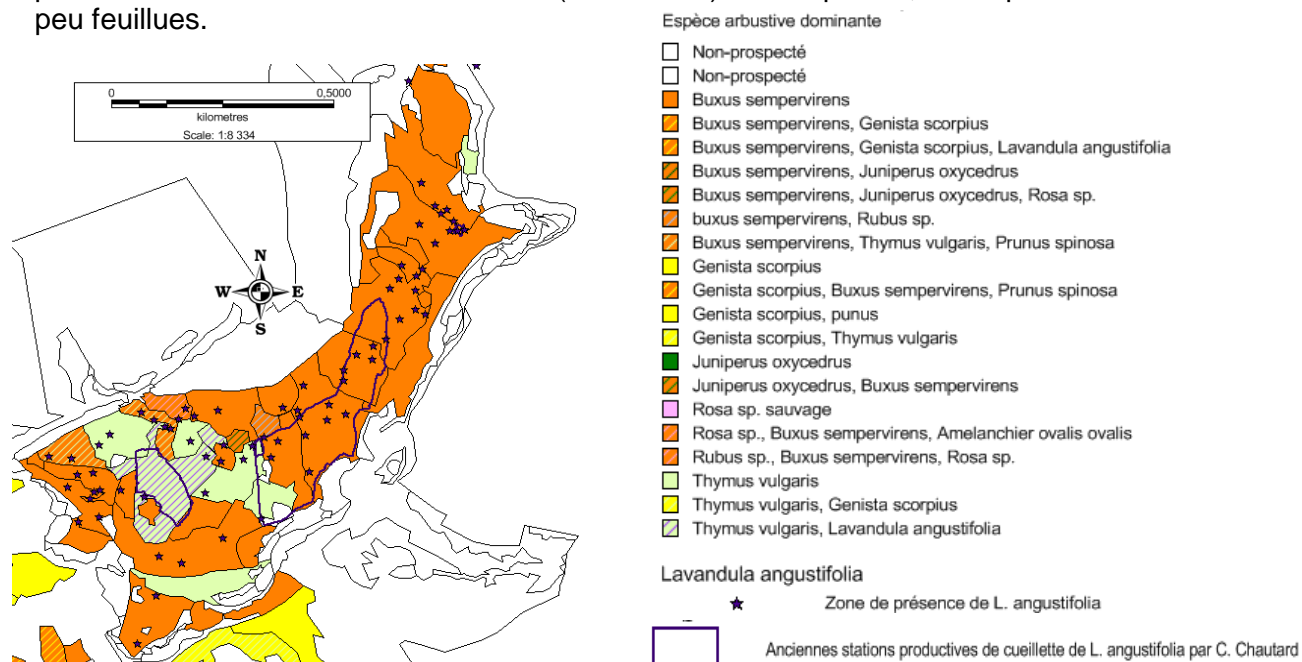 peu feuillues.
0 0,5000
kilometres
Scale: 1:8 334
N
W E
S
Espèce arbustive dominante
Non-prospecté
Non-prospecté
Buxus sempervirens
Buxus sempervirens, Genista scorpius
Buxus sempervirens, Genista scorpius, Lavandula angustifolia
Buxus sempervirens, Juniperus oxycedrus
Buxus sempervirens, Juniperus oxycedrus, Rosa sp.
buxus sempervirens, Rubus sp.
Buxus sempervirens, Thymus vulgaris, Prunus spinosa
Genista scorpius
Genista scorpius, Buxus sempervirens, Prunus spinosa
Genista scorpius, punus
Genista scorpius, Thymus vulgaris
Juniperus oxycedrus
Juniperus oxycedrus, Buxus sempervirens
Rosa sp. sauvage
Rosa sp., Buxus sempervirens, Amelanchier ovalis ovalis
Rubus sp., Buxus sempervirens, Rosa sp.
Thymus vulgaris
Thymus vulgaris, Genista scorpius
Thymus vulgaris, Lavandula angustifolia
Lavandula angustifolia
Zone de présence de L. angustifolia
Anciennes stations productives de cueillette de L. angustifolia par C. Chautard